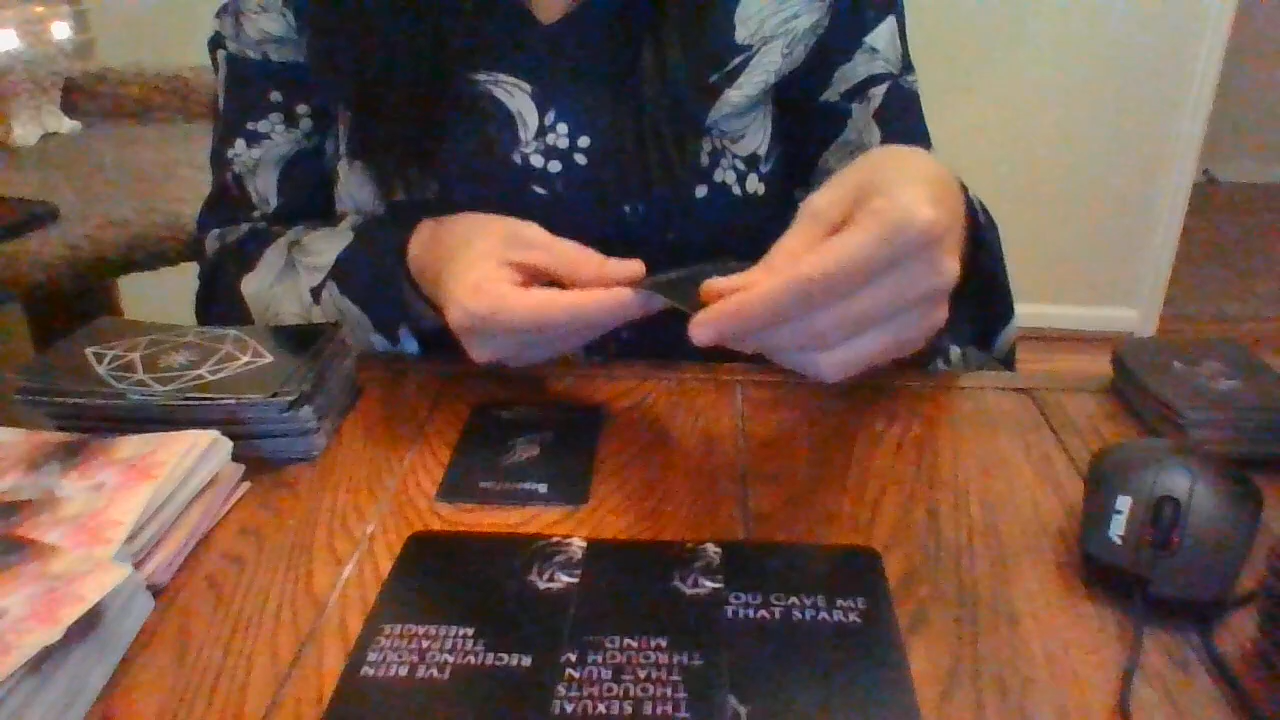 OU GAVE ME
THAT SPARK
I'VE BEEN
RECEIVING YOUR
TELEPATHIC
MESSAGES
THE SEXUAL
THOUGHTS
THAT RUN
THROUGH
MIND...